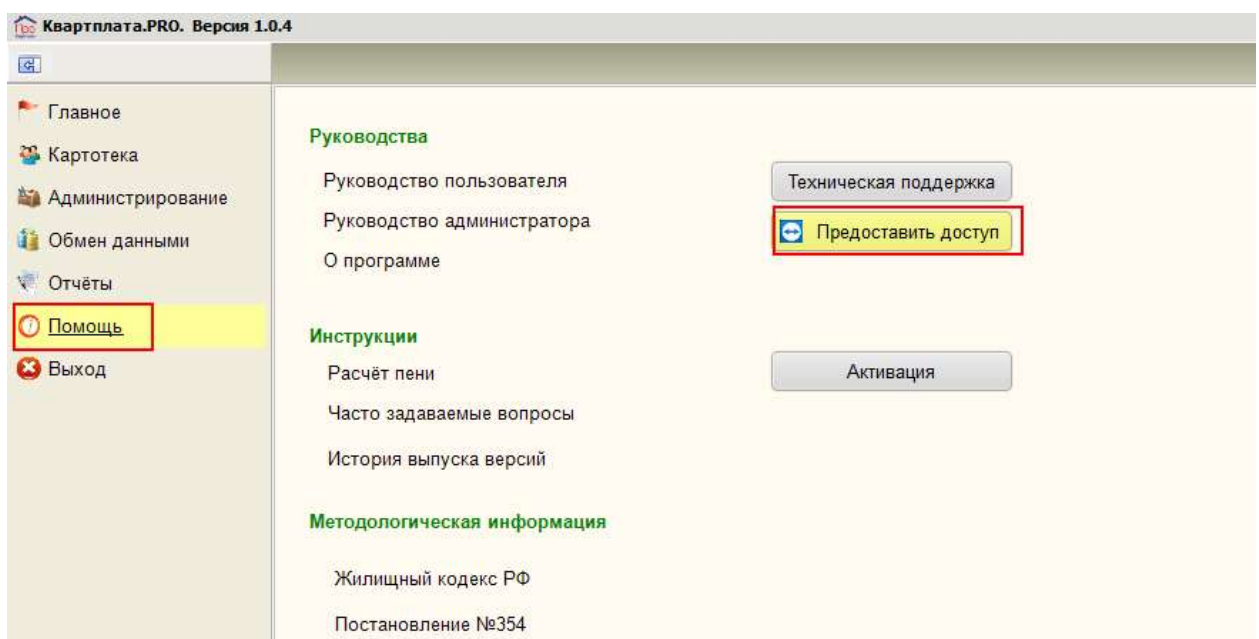 Квартплата.PRO. Версия 1.0.4
Главное
Картотека
Администрирование
Обмен данными
Отчёты
Помощь
Выход
Руководства
Руководство пользователя
Техническая поддержка
Руководство администратора
Предоставить доступ
О программе
Инструкции
Расчёт пени
Активация
Часто задаваемые вопросы
История выпуска версий
Методологическая информация
Жилищный кодекс РФ
Постановление №354